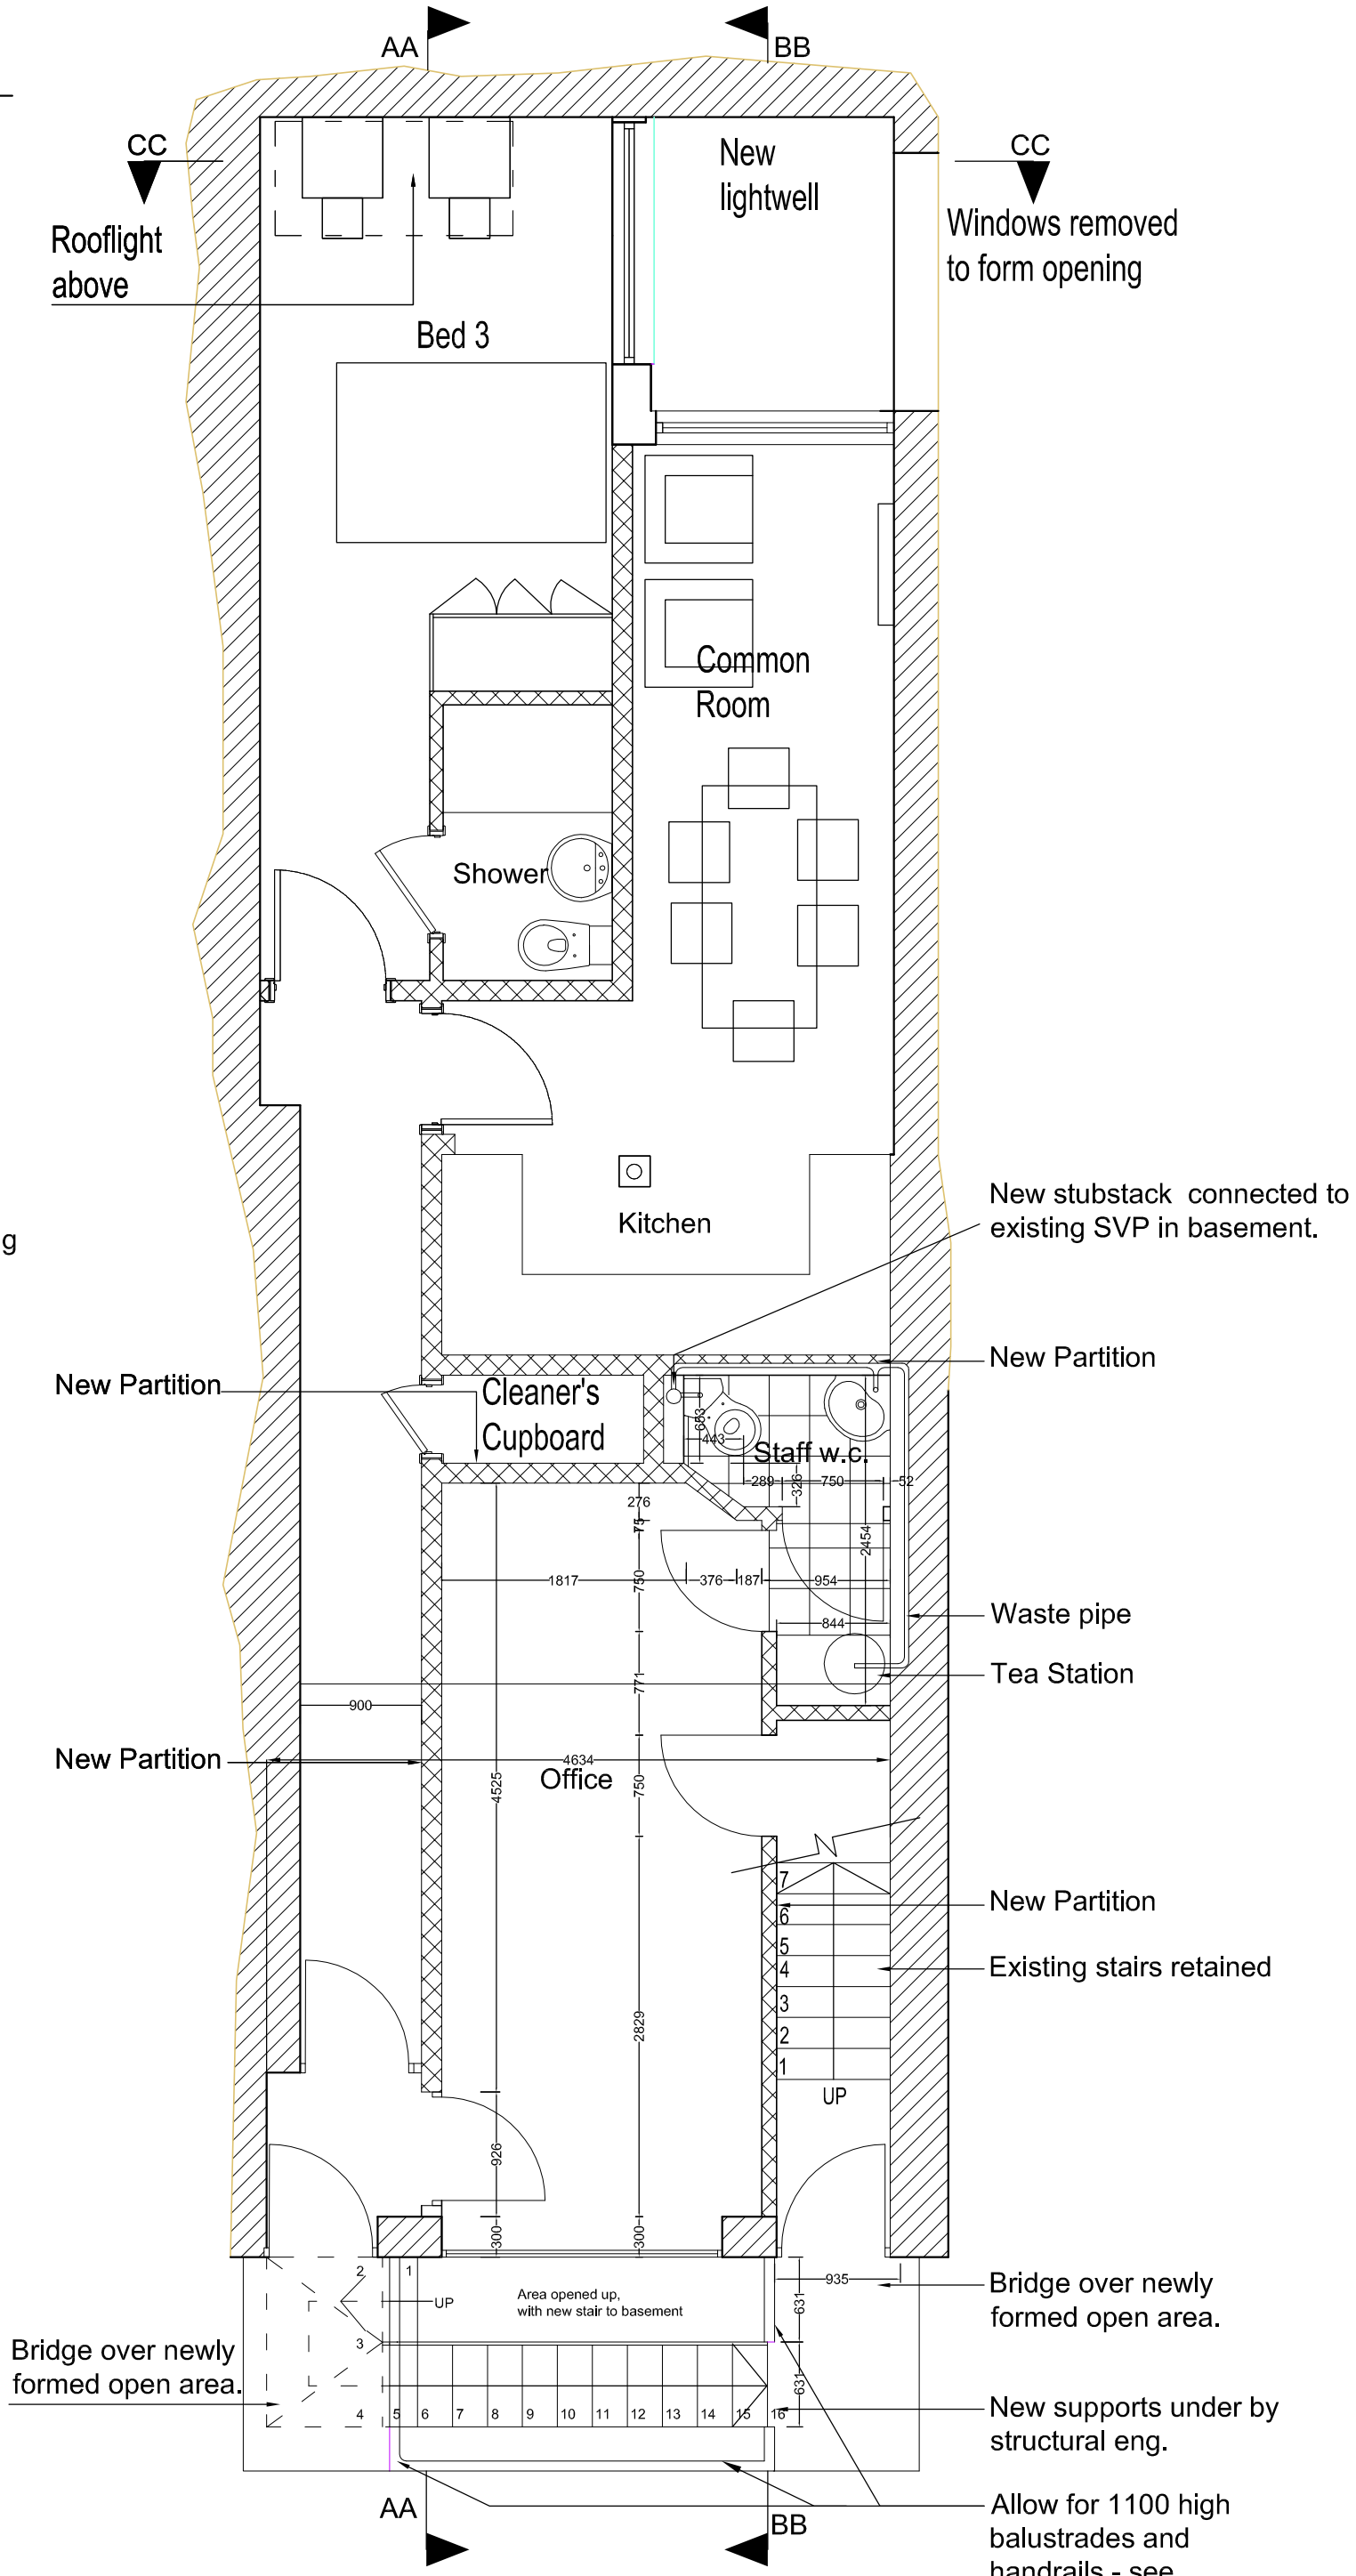 AA
BB
CC
CC
New
lightwell
Windows removed
to form opening
Rooflight
above
Bed 3
Common
Room
Shower
New stubstack connected to
existing SVP in basement.
Kitchen
g
New Partition
New Partition
Cleaner's
Cupboard
653
443
Staff w.c.
289
326
750
52
276
75
2454
1817
750
376
187
954
844
Waste pipe
Tea Station
771
900
New Partition
4634
Office
4525
750
7
New Partition
6
5
4
Existing stairs retained
3
2829
2
1
UP
926
300
300
2
1
UP
Area opened up,
with new stair to basement
935
631
Bridge over newly
formed open area.
3
Bridge over newly
formed open area.
631
4 5 6 7 8 9 10 11 12 13 14 15 16
New supports under by
structural eng.
AA
BB
Allow for 1100 high
balustrades and
handrails - see